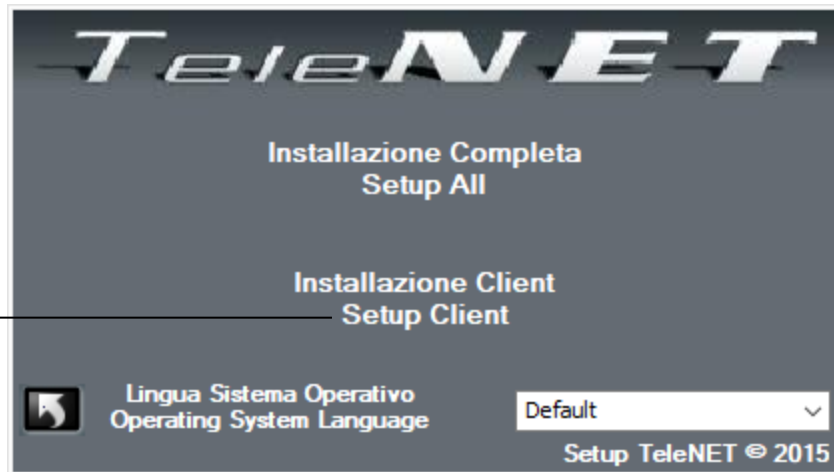 TeleNET
Installazione Completa
Setup All
Installazione Client
Setup Client
Lingua Sistema Operativo
Operating System Language
Default
Setup TeleNET © 2015